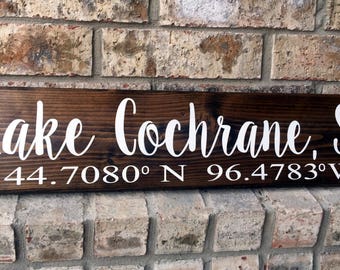 ake Cochrane, S
44.7080° N 96.4783° W